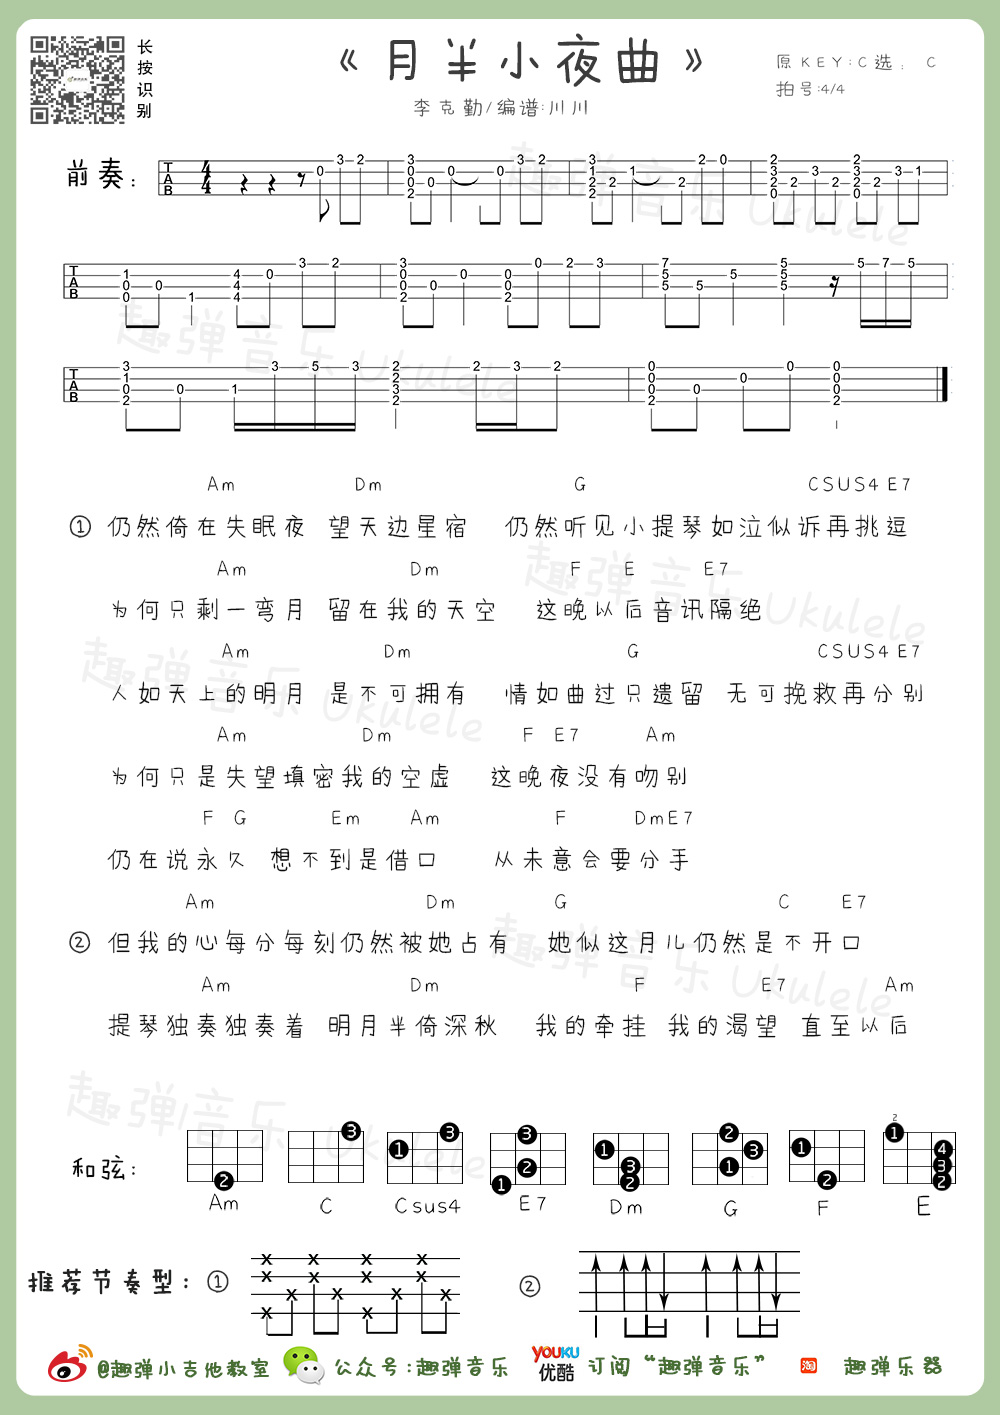 长按识别
《月半小夜曲》
原KEY:C选: C
李克勤/编谱:川川
拍号:4/4
前奏:
Am Dm G CSUS4 E7
① 仍然倚在失眠夜 望天边星宿 仍然听见小提琴如泣似诉再挑逗
Am Dm F E E7
为何只剩一弯月 留在我的天空 这晚以后音讯隔绝
Am Dm G CSUS4 E7
人如天上的明月 是不可拥有 情如曲过只遗留 无可挽救再分别
Am Dm F E7 Am
为何只是失望填密我的空虚 这晚夜没有吻别
F G Em Am F DmE7
仍在说永久 想不到是借口 从未意会要分手
Am Dm G C E7
② 但我的心每分每刻仍然被她占有 她似这月儿仍然是不开口
Am Dm F E7 Am
提琴独奏独奏着 明月半倚深秋 我的牵挂 我的渴望 直至以后
和弦:
Am C Csus4 E7 Dm G F E
推荐节奏型: ① ②
@趣弹小吉他教室 公众号:趣弹音乐 YOUKU 优酷 订阅“趣弹音乐” 淘 趣弹乐器
趣弹音乐 Ukulele